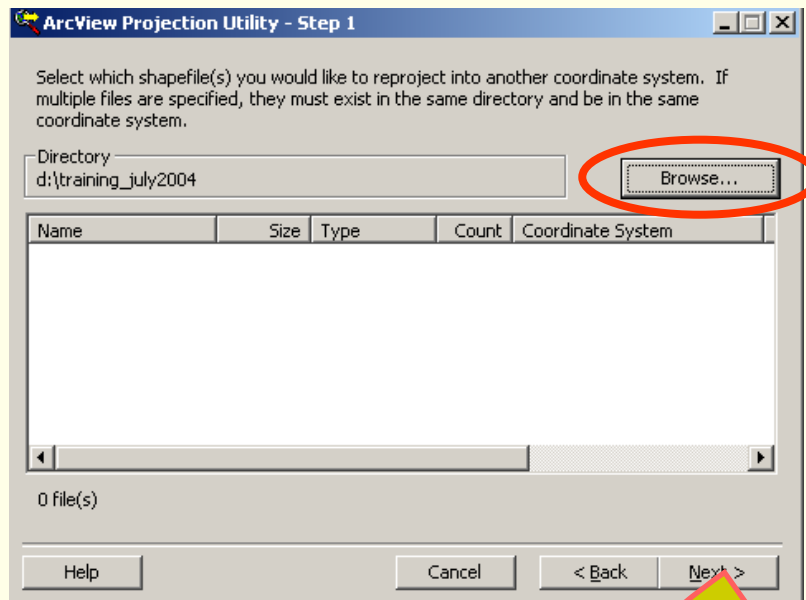 ArcView Projection Utility - Step 1
Select which shapefile(s) you would like to reproject into another coordinate system. If
multiple files are specified, they must exist in the same directory and be in the same
coordinate system.
Directory
d:\training_july2004
Browse...
Name Size Type Count Coordinate System
0 file(s)
Help Cancel < Back Next >